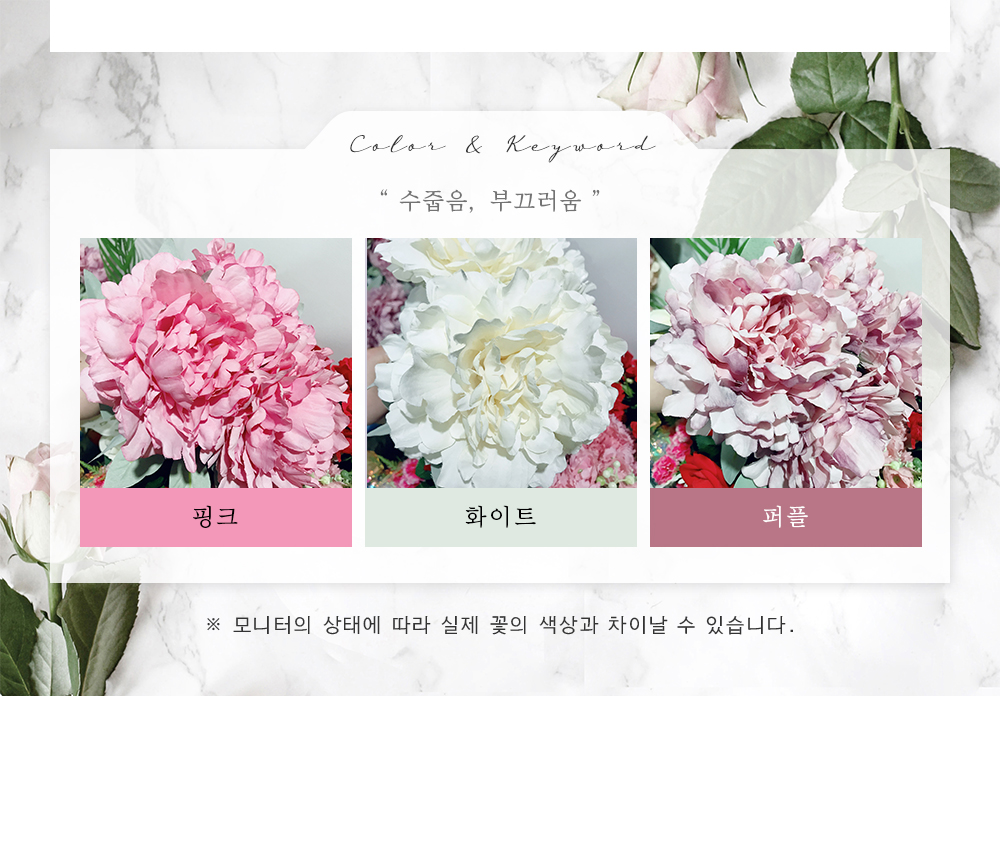 Color & Keyword
“ 수줍음, 부끄러움 ”
핑크
화이트
퍼플
※ 모니터의 상태에 따라 실제 꽃의 색상과 차이날 수 있습니다.